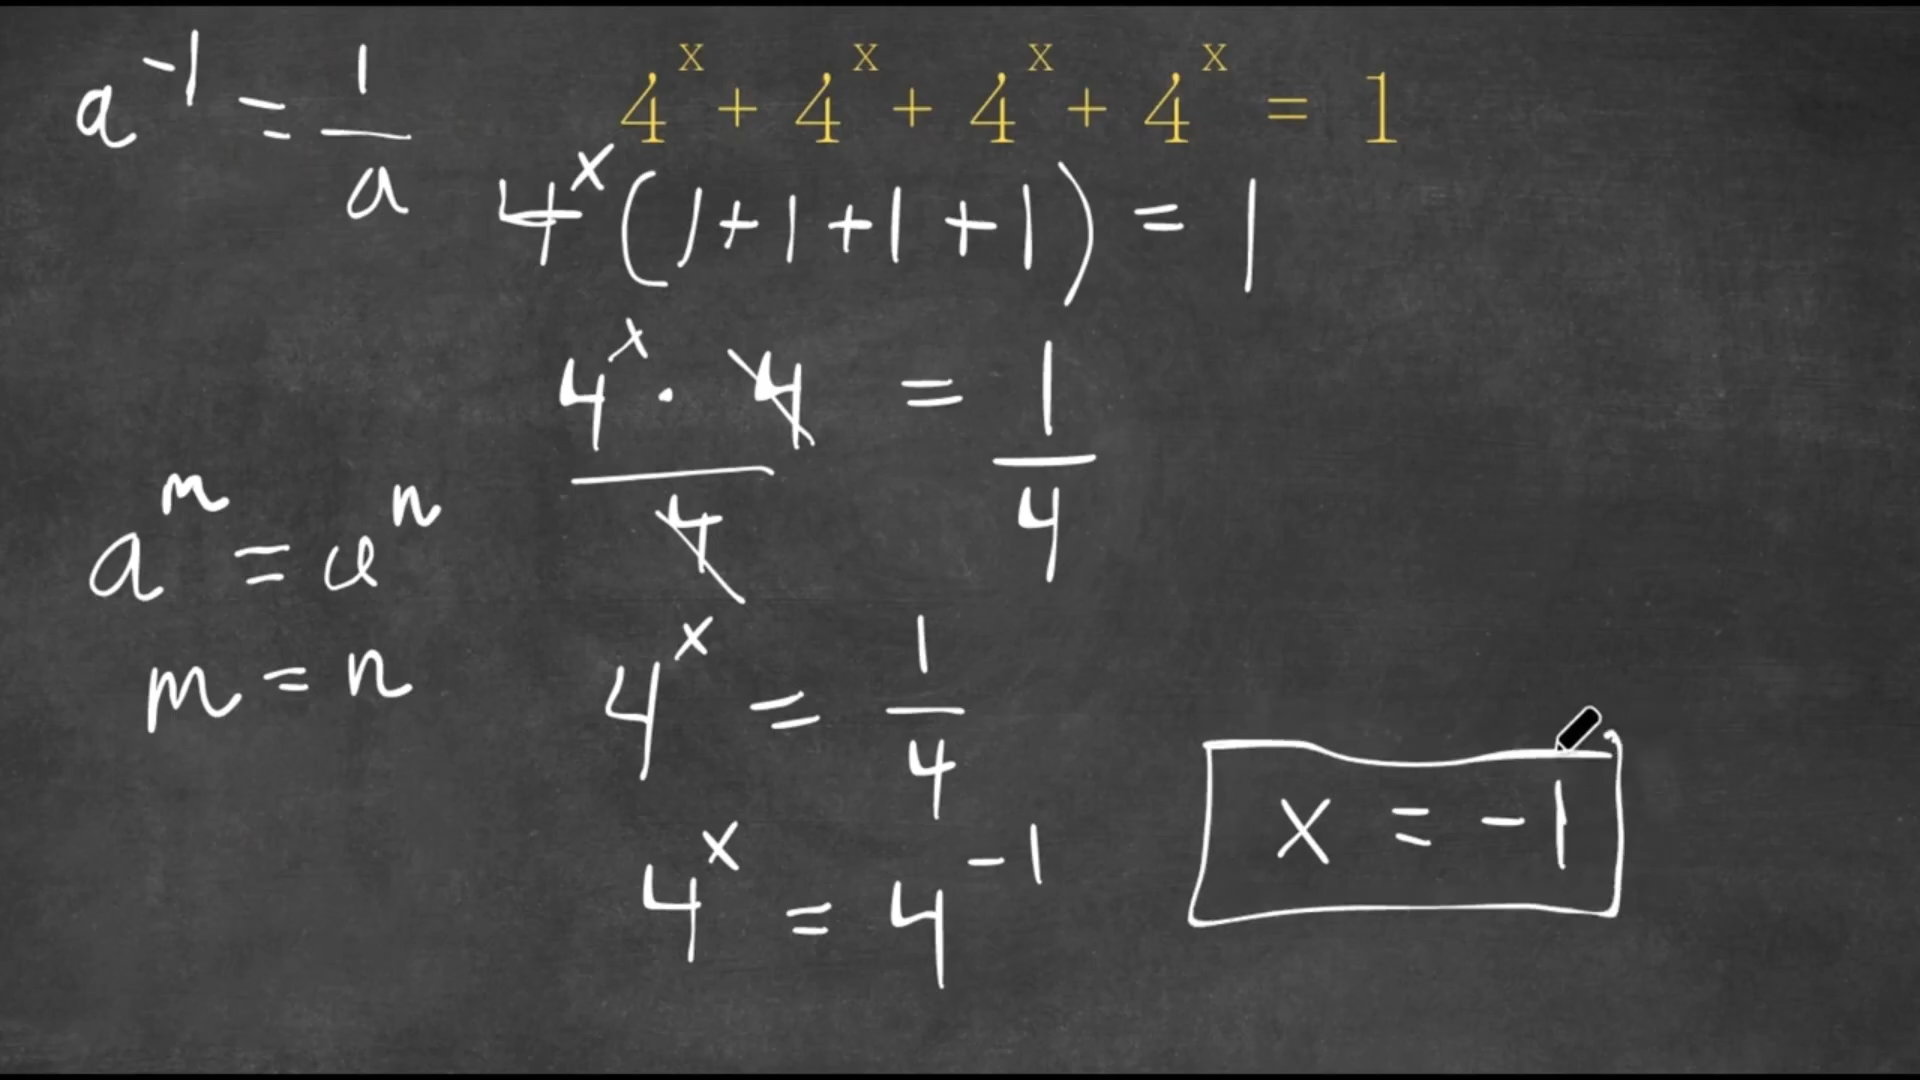 a^-1 = 1/a
4^x + 4^x + 4^x + 4^x = 1
4^x (1 + 1 + 1 + 1) = 1
4^x · 4 / 4 = 1/4
a^m = a^n
m = n
4^x = 1/4
4^x = 4^-1
x = -1